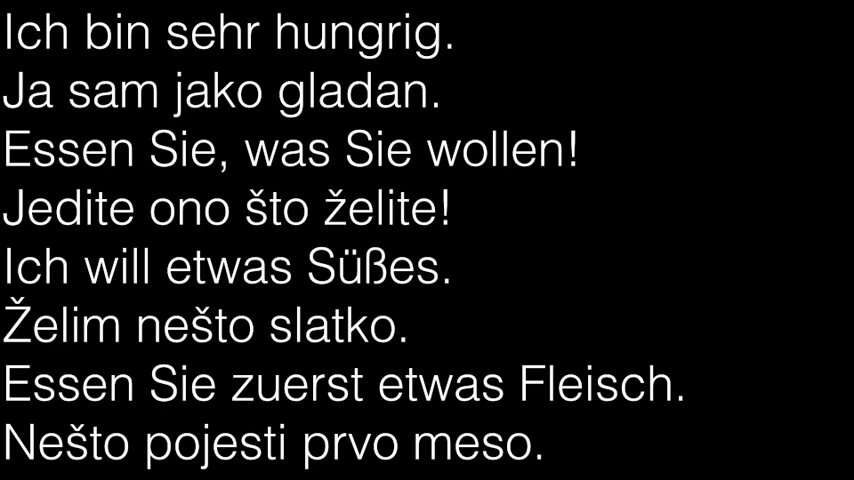 Ich bin sehr hungrig.
Ja sam jako gladan.
Essen Sie, was Sie wollen!
Jedite ono što želite!
Ich will etwas Süßes.
Želim nešto slatko.
Essen Sie zuerst etwas Fleisch.
Nešto pojesti prvo meso.